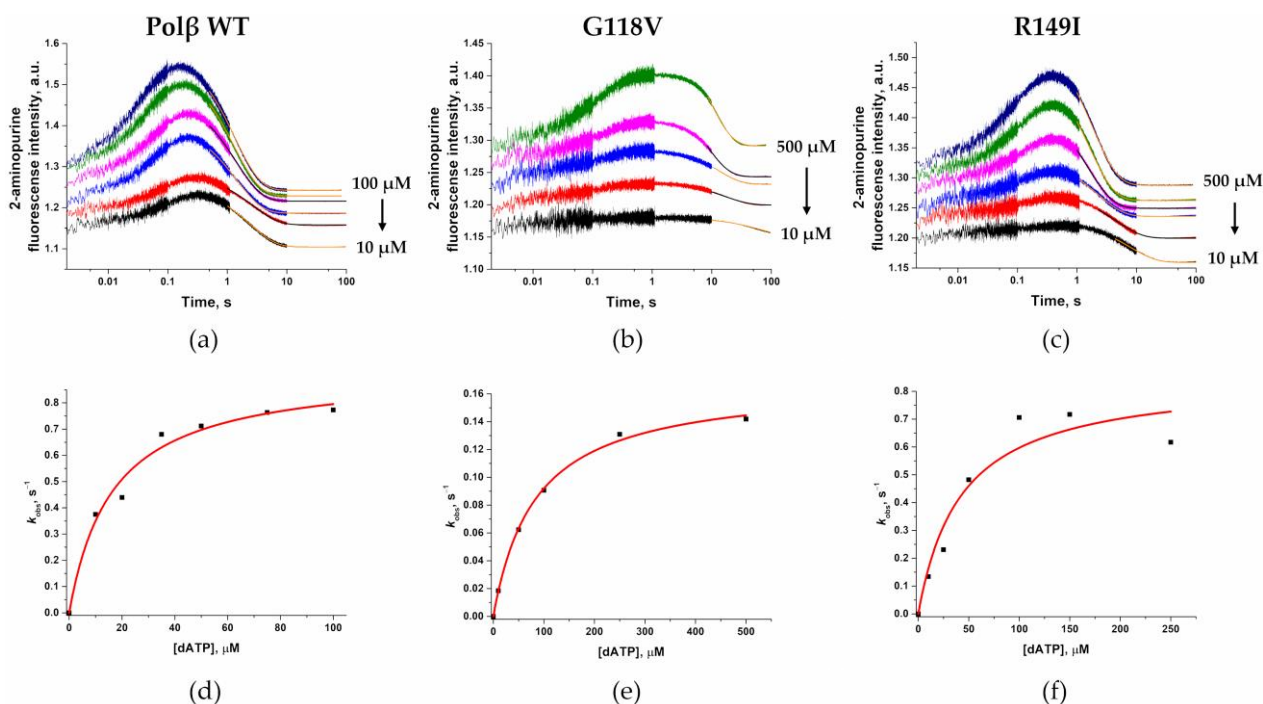 Polβ WT
G118V
R149I
2-aminopurine
fluorescense intensity, a.u.
1.6
1.5
1.4
1.3
1.2
1.1
100 μM
10 μM
0.01
0.1
1
10
100
Time, s
(a)
2-aminopurine
fluorescense intensity, a.u.
1.45
1.40
1.35
1.30
1.25
1.20
1.15
500 μM
10 μM
0.01
0.1
1
10
100
Time, s
(b)
2-aminopurine
fluorescense intensity, a.u.
1.50
1.45
1.40
1.35
1.30
1.25
1.20
1.15
500 μM
10 μM
0.01
0.1
1
10
100
Time, s
(c)
kobs, s⁻¹
0.8
0.7
0.6
0.5
0.4
0.3
0.2
0.1
0.0
0
20
40
60
80
100
[dATP], μM
(d)
kobs, s⁻¹
0.16
0.14
0.12
0.10
0.08
0.06
0.04
0.02
0.00
0
100
200
300
400
500
[dATP], μM
(e)
kobs, s⁻¹
0.8
0.7
0.6
0.5
0.4
0.3
0.2
0.1
0.0
0
50
100
150
200
250
[dATP], μM
(f)